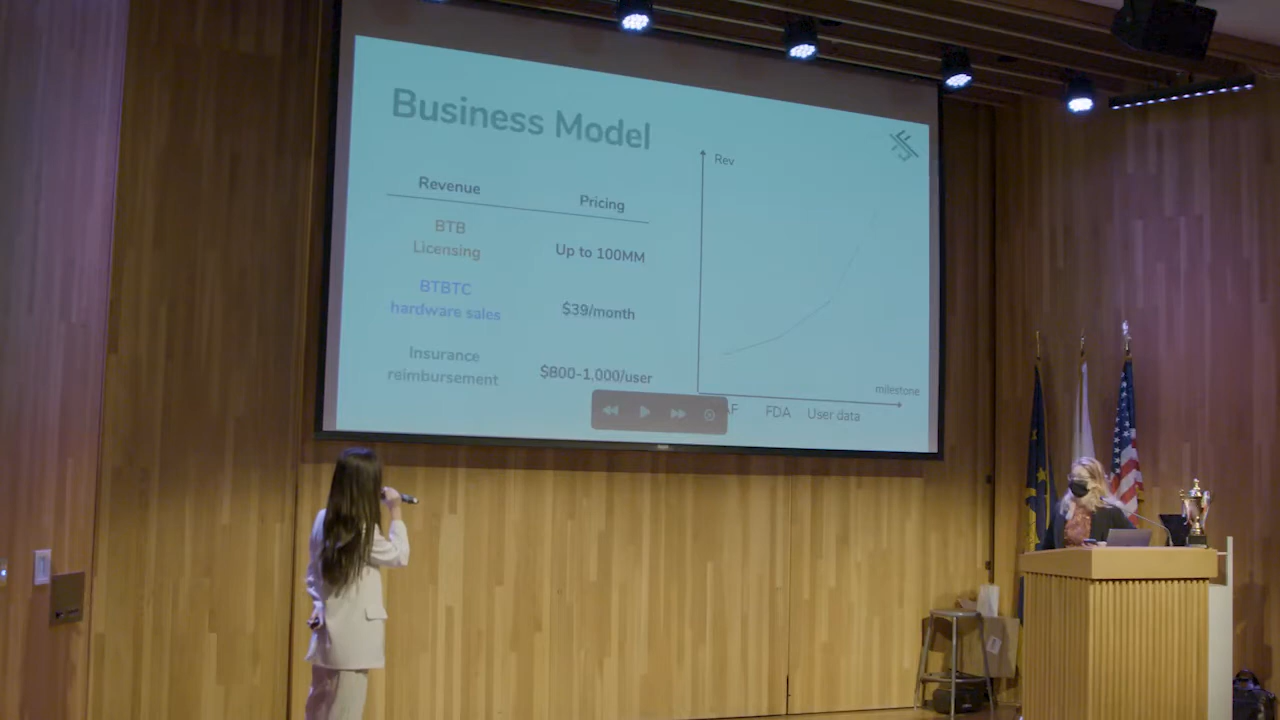 Business Model
Revenue
Pricing
BTB
Licensing
Up to 100MM
BTBTC
hardware sales
$39/month
Insurance
reimbursement
$800-1,000/user
Rev
milestone
FDA
User data